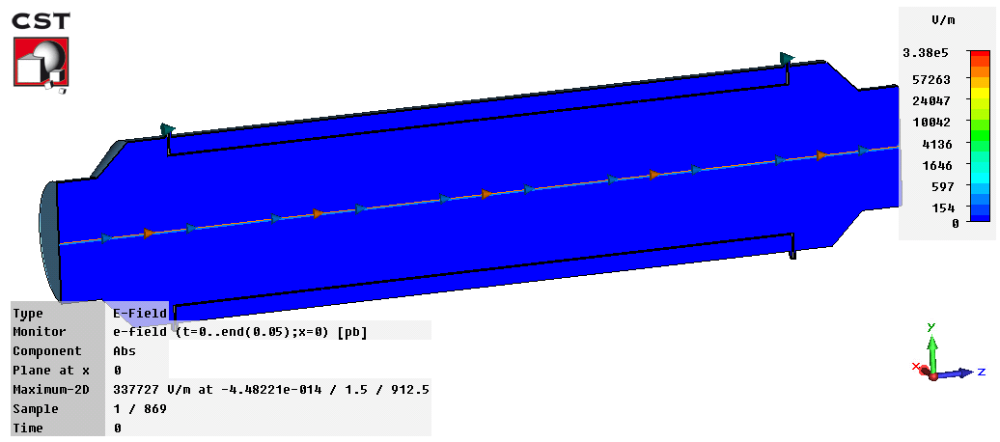 CST
V/m
3.38e5
57263
24047
10042
4136
1646
597
154
0
Type E-Field
Monitor e-field (t=0..end(0.05);x=0) [pb]
Component Abs
Plane at x 0
Maximum-2D 337727 V/m at -4.48221e-014 / 1.5 / 912.5
Sample 1 / 869
Time 0
y
x
z